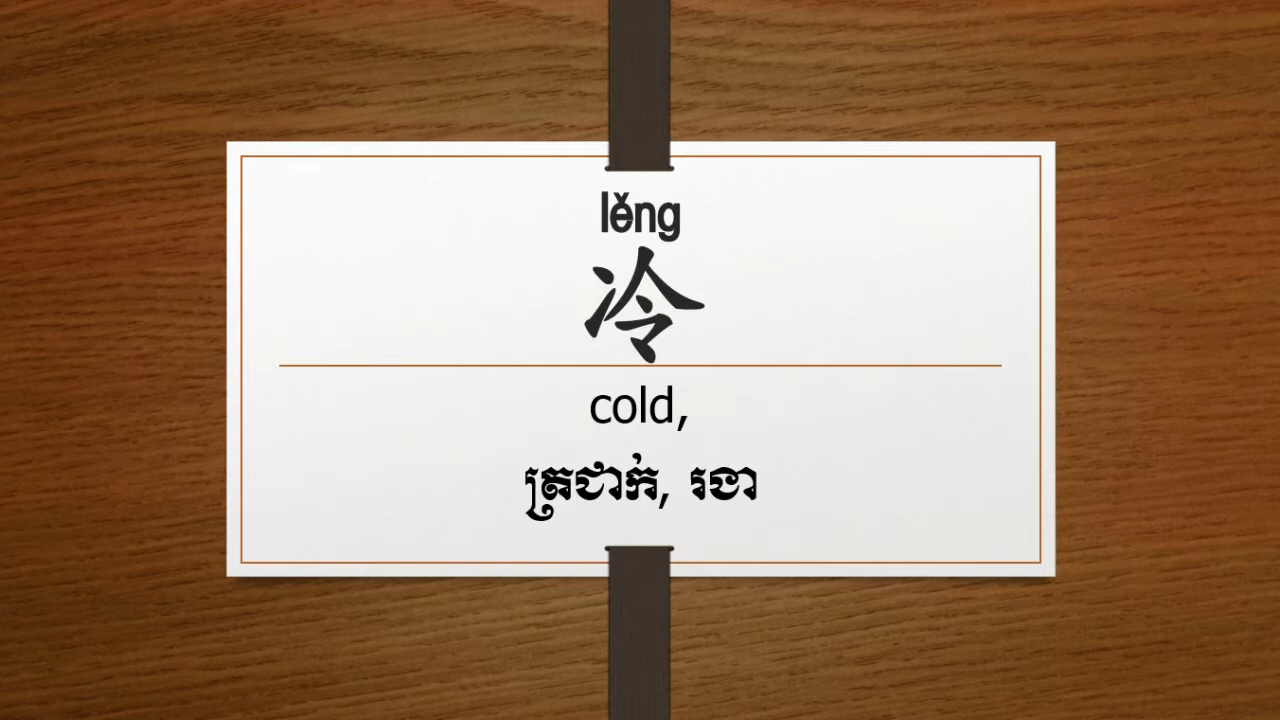 lěng
冷
cold,
ត្រជាក់, រងា